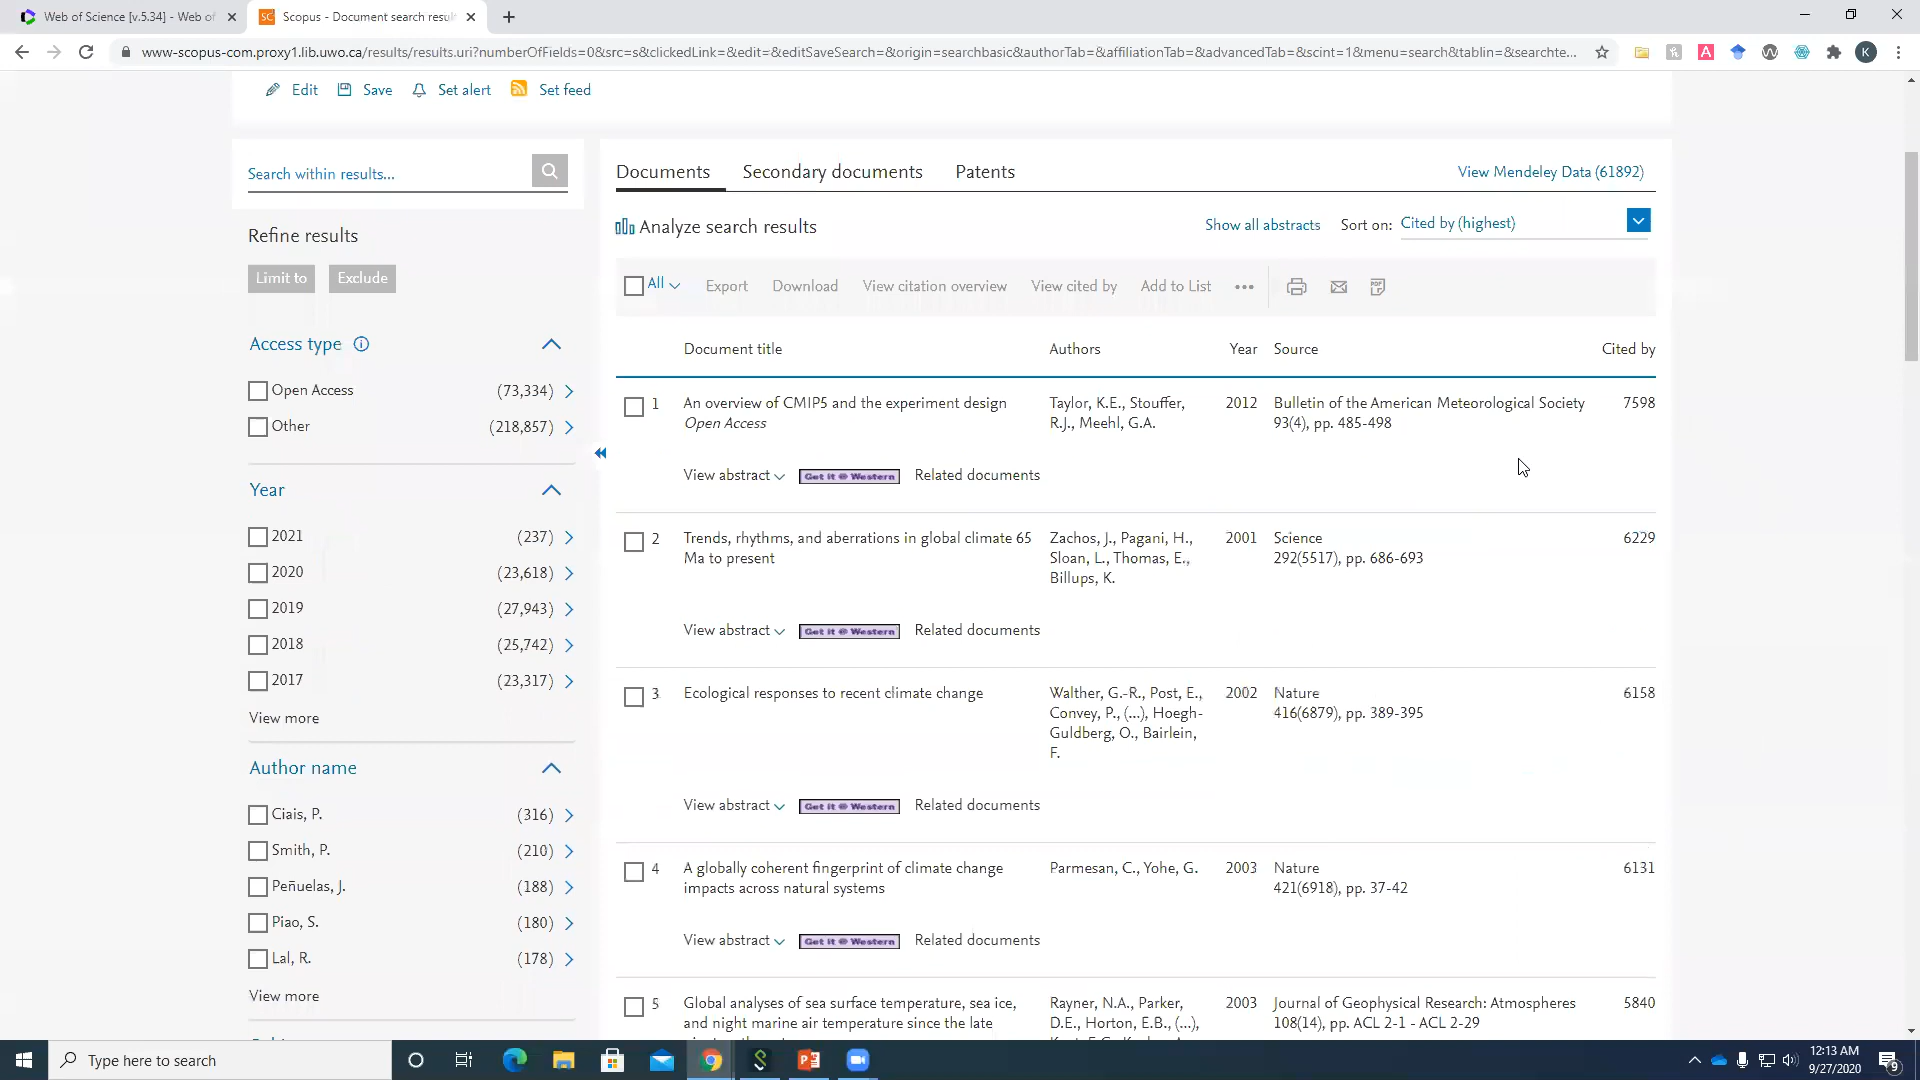 Web of Science [v.5.34] - Web of
Scopus - Document search resul
www-scopus-com.proxy1.lib.uwo.ca/results/results.uri?numberOfFields=0&src=s&clickedLink=&edit=&editSaveSearch=&origin=searchbasic&authorTab=&affiliationTab=&advancedTab=&scint=1&menu=search&tablin=&searchte...
K
Edit Save Set alert Set feed
Search within results...
Refine results
Limit to Exclude
Access type
Open Access (73,334)
Other (218,857)
Year
2021 (237)
2020 (23,618)
2019 (27,943)
2018 (25,742)
2017 (23,317)
View more
Author name
Ciais, P. (316)
Smith, P. (210)
Peñuelas, J. (188)
Piao, S. (180)
Lal, R. (178)
View more
Documents Secondary documents Patents View Mendeley Data (61892)
Analyze search results Show all abstracts Sort on: Cited by (highest)
All Export Download View citation overview View cited by Add to List
Document title Authors Year Source Cited by
1 An overview of CMIP5 and the experiment design Taylor, K.E., Stouffer, 2012 Bulletin of the American Meteorological Society 7598
Open Access R.J., Meehl, G.A. 93(4), pp. 485-498
View abstract Get it @ Western Related documents
2 Trends, rhythms, and aberrations in global climate 65 Zachos, J., Pagani, H., 2001 Science 6229
Ma to present Sloan, L., Thomas, E., 292(5517), pp. 686-693
Billups, K.
View abstract Get it @ Western Related documents
3 Ecological responses to recent climate change Walther, G.-R., Post, E., 2002 Nature 6158
Convey, P., (...), Hoegh- 416(6879), pp. 389-395
Guldberg, O., Bairlein,
F.
View abstract Get it @ Western Related documents
4 A globally coherent fingerprint of climate change Parmesan, C., Yohe, G. 2003 Nature 6131
impacts across natural systems 421(6918), pp. 37-42
View abstract Get it @ Western Related documents
5 Global analyses of sea surface temperature, sea ice, Rayner, N.A., Parker, 2003 Journal of Geophysical Research: Atmospheres 5840
and night marine air temperature since the late D.E., Horton, E.B., (...), 108(14), pp. ACL 2-1 - ACL 2-29
Type here to search
12:13 AM
9/27/2020
9